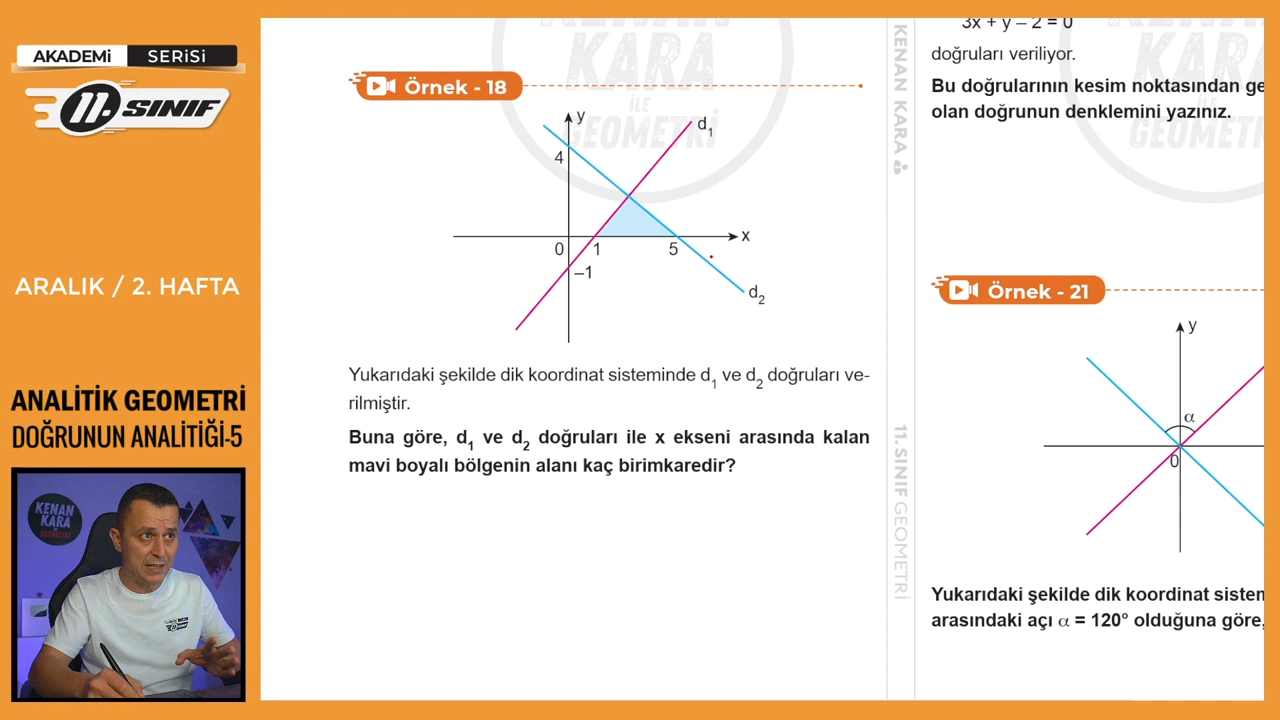 AKADEMİ SERİSİ
11. SINIF
ARALIK / 2. HAFTA
ANALİTİK GEOMETRİ
DOĞRUNUN ANALİTİĞİ-5
KENAN
KARA
KARA
İLE
GEOMETRİ
Örnek - 18
y
d1
4
0
1
5
x
–1
d2
Yukarıdaki şekilde dik koordinat sisteminde d1 ve d2 doğruları ve-
rilmiştir.
Buna göre, d1 ve d2 doğruları ile x ekseni arasında kalan
mavi boyalı bölgenin alanı kaç birimkaredir?
KENAN KARA
11.SINIF GEOMETRİ
3x + y – 2 = 0
doğruları veriliyor.
Bu doğrularının kesim noktasından ge
olan doğrunun denklemini yazınız.
Örnek - 21
y
α
0
Yukarıdaki şekilde dik koordinat sistem
arasındaki açı α = 120° olduğuna göre,